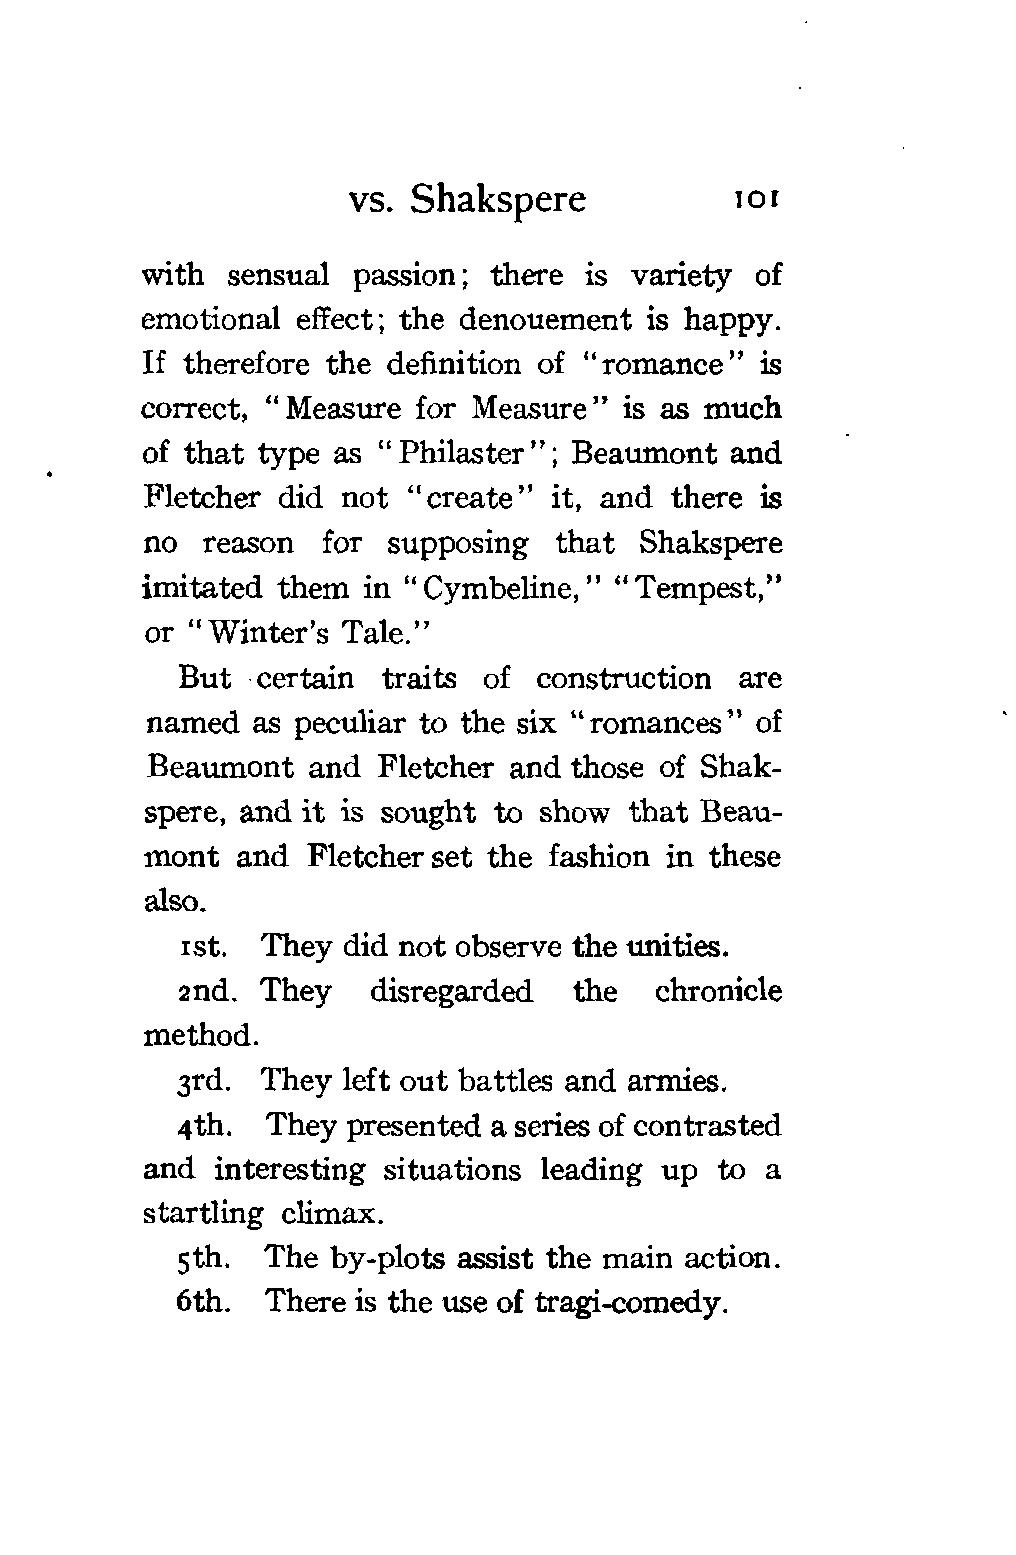 vs. Shakspere 101
with sensual passion; there is variety of
emotional effect; the denouement is happy.
If therefore the definition of "romance" is
correct, "Measure for Measure" is as much
of that type as "Philaster"; Beaumont and
Fletcher did not "create" it, and there is
no reason for supposing that Shakspere
imitated them in "Cymbeline," "Tempest,"
or "Winter's Tale."
But certain traits of construction are
named as peculiar to the six "romances" of
Beaumont and Fletcher and those of Shak-
spere, and it is sought to show that Beau-
mont and Fletcher set the fashion in these
also.
1st. They did not observe the unities.
2nd. They disregarded the chronicle
method.
3rd. They left out battles and armies.
4th. They presented a series of contrasted
and interesting situations leading up to a
startling climax.
5th. The by-plots assist the main action.
6th. There is the use of tragi-comedy.